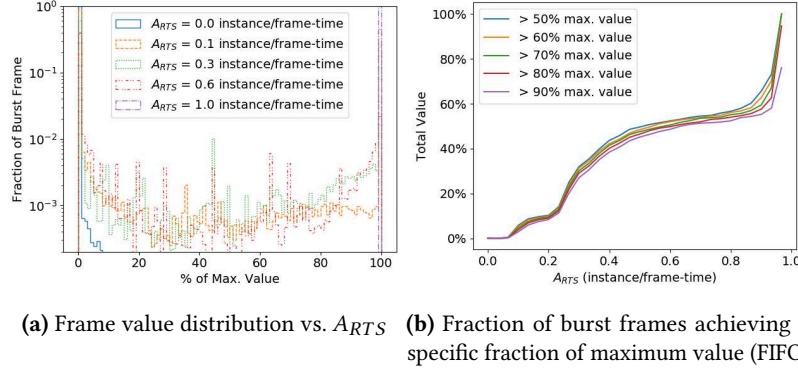 10⁰
10⁻¹
10⁻²
10⁻³
Fraction of Burst Frame
A_RTS = 0.0 instance/frame-time
A_RTS = 0.1 instance/frame-time
A_RTS = 0.3 instance/frame-time
A_RTS = 0.6 instance/frame-time
A_RTS = 1.0 instance/frame-time
0 20 40 60 80 100
% of Max. Value
(a) Frame value distribution vs. A_RTS
100%
80%
60%
40%
20%
0%
Total Value
> 50% max. value
> 60% max. value
> 70% max. value
> 80% max. value
> 90% max. value
0.0 0.2 0.4 0.6 0.8 1.0
A_RTS (instance/frame-time)
(b) Fraction of burst frames achieving
specific fraction of maximum value (FIFO